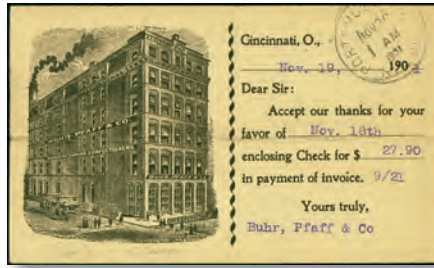 Cincinnati, O.,
Nov. 19, 190
Dear Sir:
Accept our thanks for your
favor of Nov. 18th
enclosing Check for $ 27.90
in payment of invoice. 9/21
Yours truly,
Buhr, Pfaff & Co
NOV
1 AM